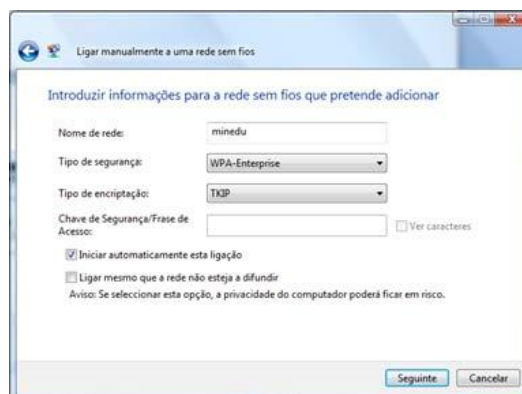 Ligar manualmente a uma rede sem fios
Introduzir informações para a rede sem fios que pretende adicionar
Nome de rede:
minedu
Tipo de segurança:
WPA-Enterprise
Tipo de encriptação:
TKIP
Chave de Segurança/Frase de
Acesso:
Ver caracteres
Iniciar automaticamente esta ligação
Ligar mesmo que a rede não esteja a difundir
Aviso: Se seleccionar esta opção, a privacidade do computador poderá ficar em risco.
Seguinte
Cancelar